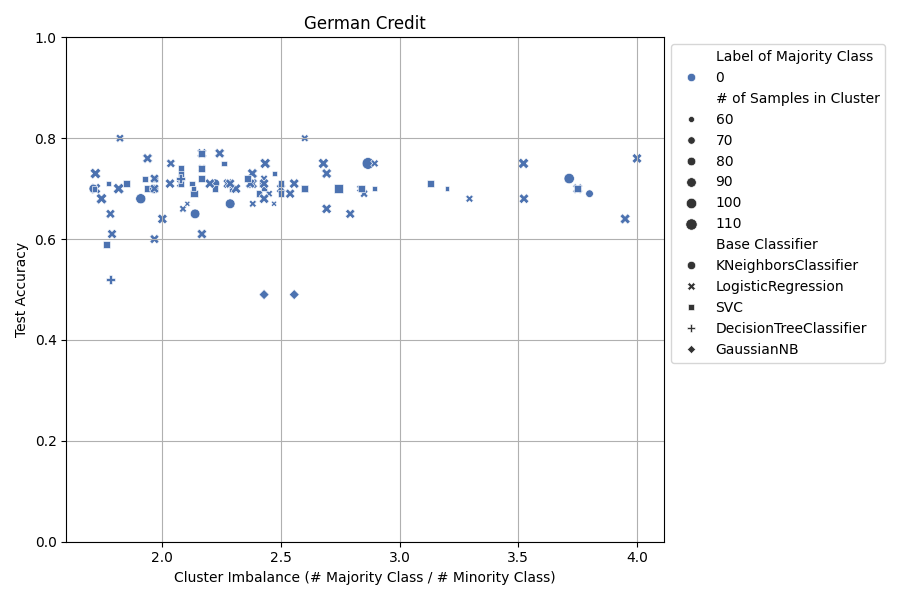 German Credit
1.0
0.8
0.6
0.4
0.2
0.0
Test Accuracy
2.0
2.5
3.0
3.5
4.0
Cluster Imbalance (# Majority Class / # Minority Class)
Label of Majority Class
0
# of Samples in Cluster
60
70
80
90
100
110
Base Classifier
KNeighborsClassifier
LogisticRegression
SVC
DecisionTreeClassifier
GaussianNB